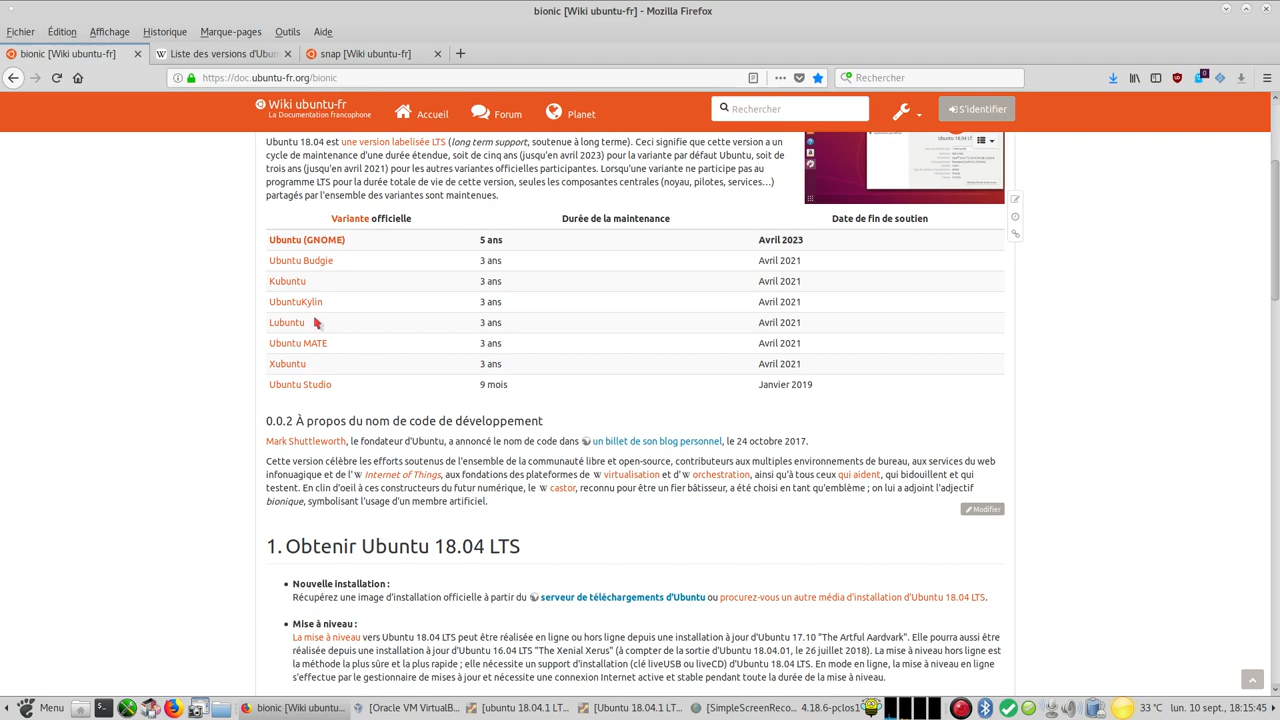 bionic [Wiki ubuntu-fr] - Mozilla Firefox
Fichier Édition Affichage Historique Marque-pages Outils Aide
bionic [Wiki ubuntu-fr] Liste des versions d'Ubun snap [Wiki ubuntu-fr]
https://doc.ubuntu-fr.org/bionic Rechercher
Wiki ubuntu-fr
La Documentation francophone
Accueil Forum Planet Rechercher S'identifier
Ubuntu 18.04 est une version labelisée LTS (long term support, soutenue à long terme). Ceci signifie que cette version a un
cycle de maintenance d'une durée étendue, soit de cinq ans (jusqu'en avril 2023) pour la variante par défaut Ubuntu, soit de
trois ans (jusqu'en avril 2021) pour les autres variantes officielles participantes. Lorsqu'une variante ne participe pas au
programme LTS pour la durée totale de vie de cette version, seules les composantes centrales (noyau, pilotes, services…)
partagés par l'ensemble des variantes sont maintenues.
Variante officielle Durée de la maintenance Date de fin de soutien
Ubuntu (GNOME) 5 ans Avril 2023
Ubuntu Budgie 3 ans Avril 2021
Kubuntu 3 ans Avril 2021
UbuntuKylin 3 ans Avril 2021
Lubuntu 3 ans Avril 2021
Ubuntu MATE 3 ans Avril 2021
Xubuntu 3 ans Avril 2021
Ubuntu Studio 9 mois Janvier 2019
0.0.2 À propos du nom de code de développement
Mark Shuttleworth, le fondateur d'Ubuntu, a annoncé le nom de code dans un billet de son blog personnel, le 24 octobre 2017.
Cette version célèbre les efforts soutenus de l'ensemble de la communauté libre et open-source, contributeurs aux multiples environnements de bureau, aux services du web
infonuagique et de l'W Internet of Things, aux fondations des plateformes de W virtualisation et d'W orchestration, ainsi qu'à tous ceux qui aident, qui bidouillent et qui
testent. En clin d'oeil à ces constructeurs du futur numérique, le W castor, reconnu pour être un fier bâtisseur, a été choisi en tant qu'emblème ; on lui a adjoint l'adjectif
bionique, symbolisant l'usage d'un membre artificiel.
Modifier
1. Obtenir Ubuntu 18.04 LTS
• Nouvelle installation :
Récupérez une image d'installation officielle à partir du serveur de téléchargements d'Ubuntu ou procurez-vous un autre média d'installation d'Ubuntu 18.04 LTS.
• Mise à niveau :
La mise à niveau vers Ubuntu 18.04 LTS peut être réalisée en ligne ou hors ligne depuis une installation à jour d'Ubuntu 17.10 "The Artful Aardvark". Elle pourra aussi être
réalisée depuis une installation à jour d'Ubuntu 16.04 LTS "The Xenial Xerus" (à compter de la sortie d'Ubuntu 18.04.01, le 26 juillet 2018). La mise à niveau hors ligne est
la méthode la plus sûre et la plus rapide ; elle nécessite un support d'installation (clé liveUSB ou liveCD) d'Ubuntu 18.04 LTS. En mode en ligne, la mise à niveau en ligne
s'effectue par le gestionnaire de mises à jour et nécessite une connexion Internet active et stable pendant toute la durée de la mise à niveau.
Menu bionic [Wiki ubuntu... [Oracle VM VirtualB... [ubuntu 18.04.1 LT... [Ubuntu 18.04.1 LT... [SimpleScreenReco... 4.18.6-pclos1 33 °C lun. 10 sept., 18:15:45